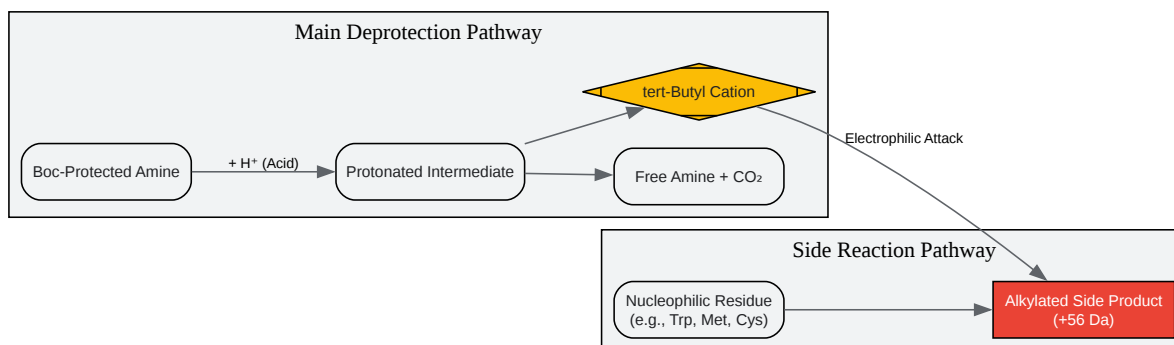 Main Deprotection Pathway
tert-Butyl Cation
Electrophilic Attack
Boc-Protected Amine
+ H⁺ (Acid)
Protonated Intermediate
Free Amine + CO₂
Side Reaction Pathway
Nucleophilic Residue
(e.g., Trp, Met, Cys)
Alkylated Side Product
(+56 Da)